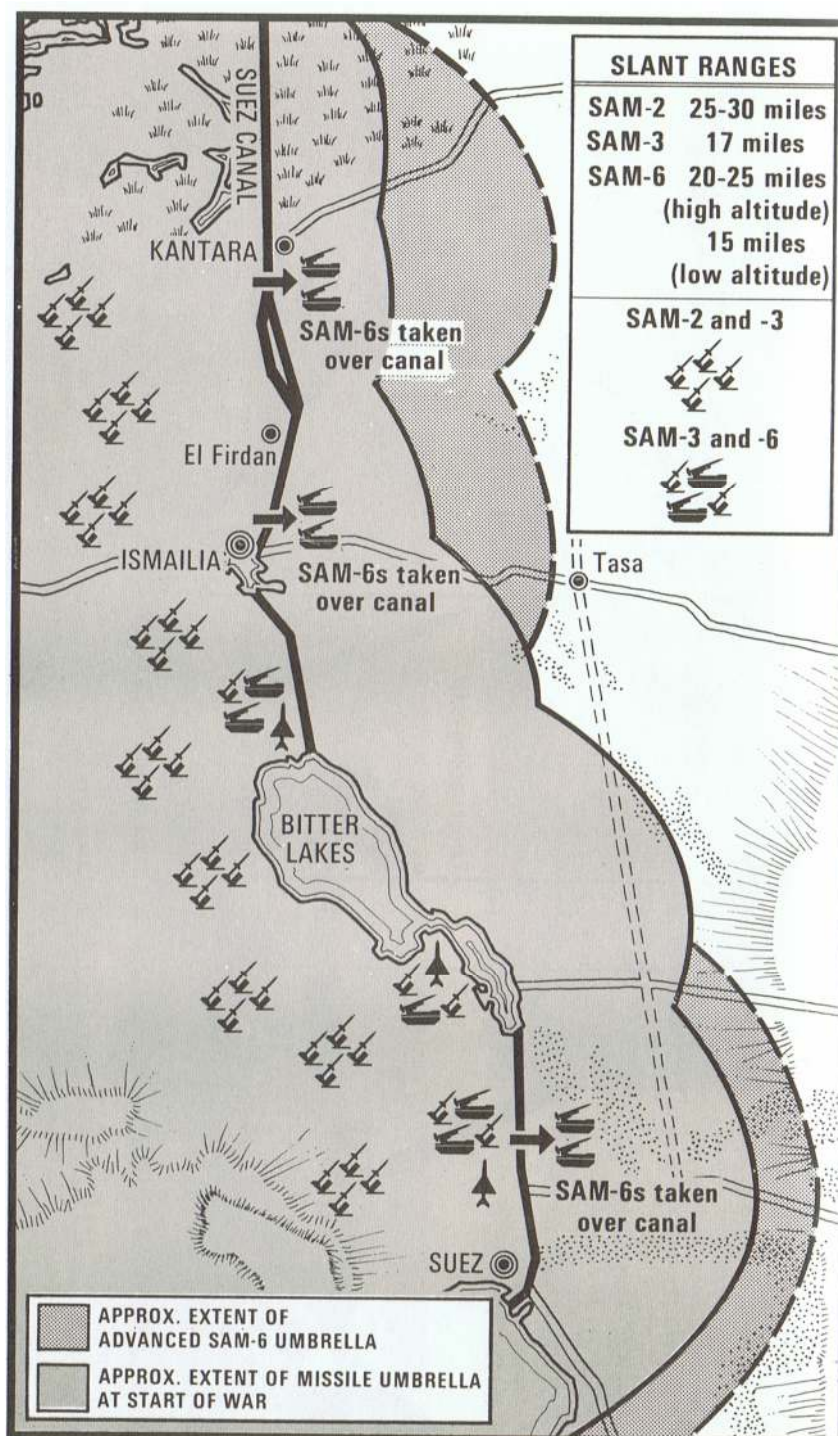 SLANT RANGES
SAM-2 25-30 miles
SAM-3 17 miles
SAM-6 20-25 miles
(high altitude)
15 miles
(low altitude)
SAM-2 and -3
SAM-3 and -6
SUEZ CANAL
KANTARA
SAM-6s taken
over canal
El Firdan
ISMAILIA
SAM-6s taken
over canal
Tasa
BITTER
LAKES
SAM-6s taken
over canal
SUEZ
APPROX. EXTENT OF
ADVANCED SAM-6 UMBRELLA
APPROX. EXTENT OF MISSILE UMBRELLA
AT START OF WAR